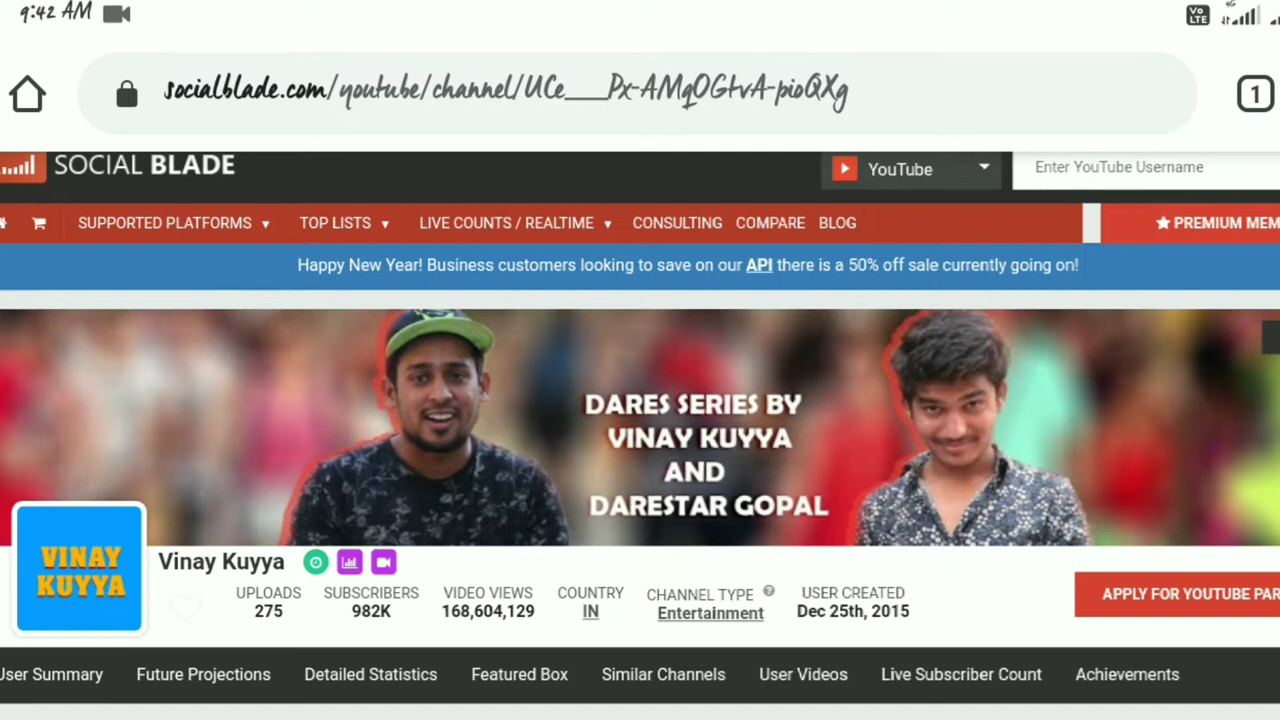 9:42 AM
Vo LTE 4G
socialblade.com/youtube/channel/UCe___Px-AMqOGtvA-pioQXg
1
SOCIAL BLADE
YouTube
Enter YouTube Username
SUPPORTED PLATFORMS TOP LISTS LIVE COUNTS / REALTIME CONSULTING COMPARE BLOG
PREMIUM MEM
Happy New Year! Business customers looking to save on our API there is a 50% off sale currently going on!
DARES SERIES BY
VINAY KUYYA
AND
DARESTAR GOPAL
VINAY
KUYYA
Vinay Kuyya
UPLOADS SUBSCRIBERS VIDEO VIEWS COUNTRY CHANNEL TYPE USER CREATED
275 982K 168,604,129 IN Entertainment Dec 25th, 2015
APPLY FOR YOUTUBE PAR
User Summary Future Projections Detailed Statistics Featured Box Similar Channels User Videos Live Subscriber Count Achievements